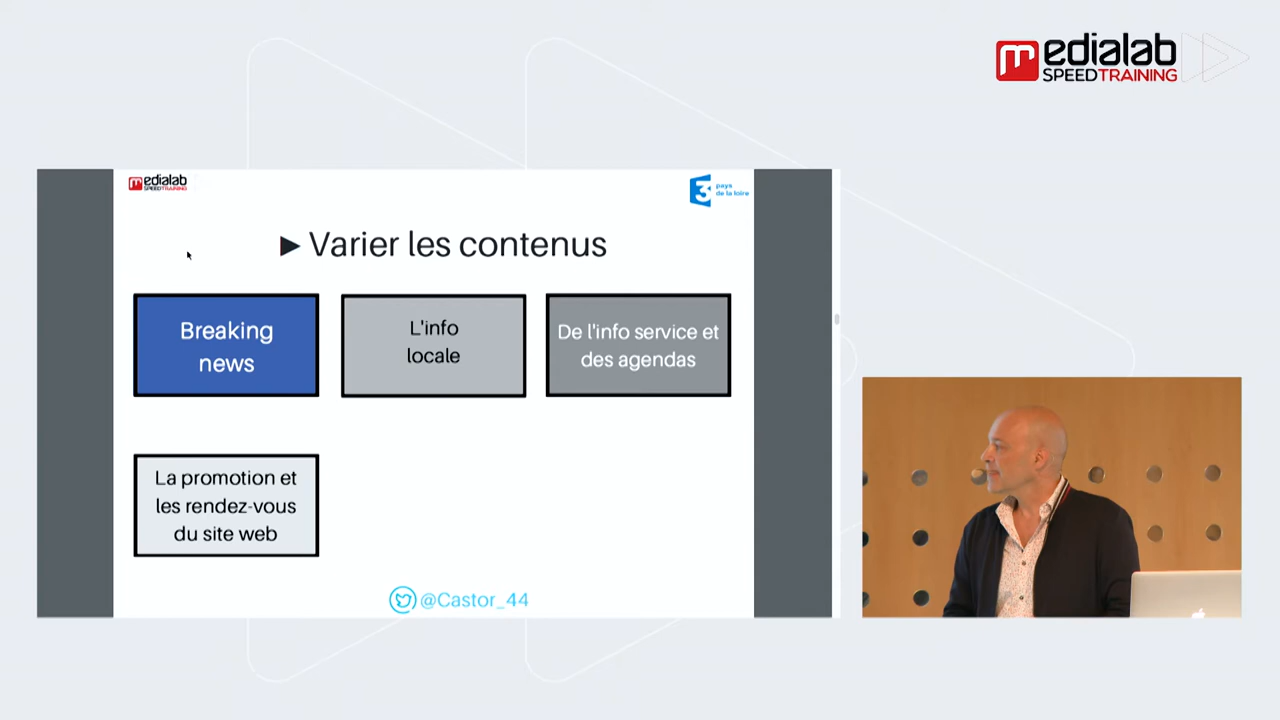 medialab
SPEEDTRAINING
medialab
SPEEDTRAINING
3 pays
de la loire
►Varier les contenus
Breaking
news
L'info
locale
De l'info service et
des agendas
La promotion et
les rendez-vous
du site web
@Castor_44